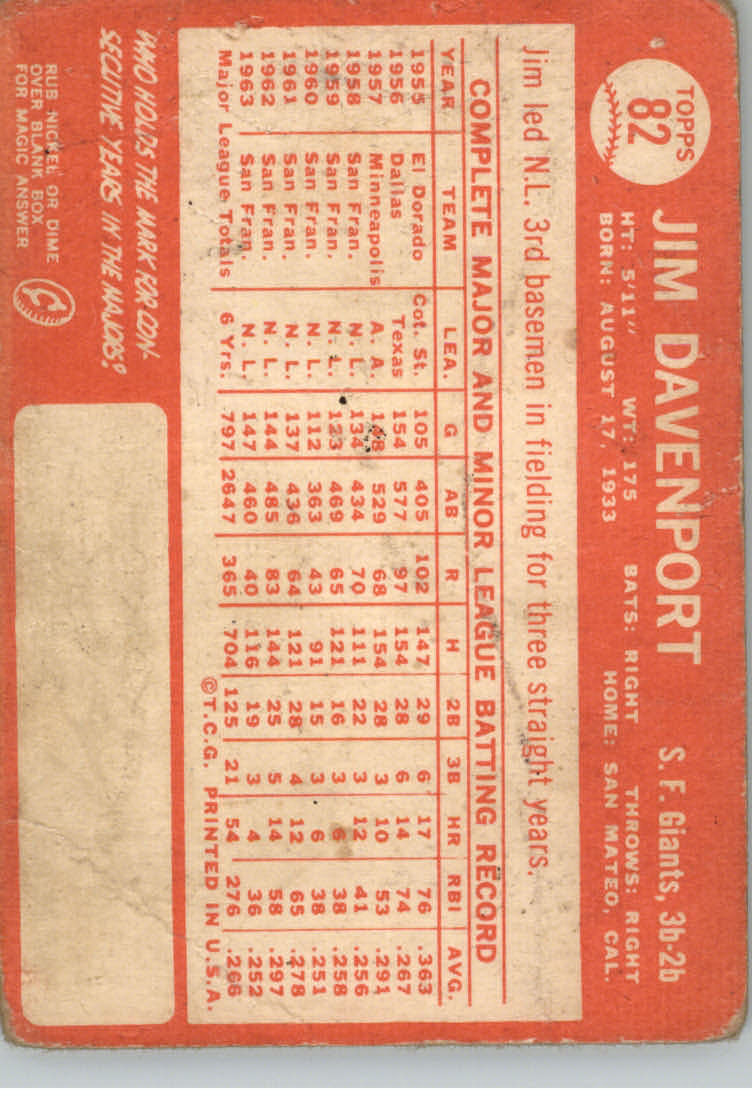 TOPPS
82
JIM DAVENPORT S. F. Giants, 3b-2b
HT: 5'11" WT: 175 BATS: RIGHT THROWS: RIGHT
BORN: AUGUST 17, 1933 HOME: SAN MATEO, CAL.
Jim led N.L. 3rd basemen in fielding for three straight years.
COMPLETE MAJOR AND MINOR LEAGUE BATTING RECORD
YEAR TEAM LEA. G AB R H 2B 3B HR RBI AVG.
1955 El Dorado Cot. St. 105 405 102 147 29 6 17 76 .363
1956 Dallas Texas 154 577 97 154 28 6 14 74 .267
1957 Minneapolis A. A. 128 529 68 154 28 3 10 53 .291
1958 San Fran. N. L. 134 434 70 111 22 3 12 41 .256
1959 San Fran. N. L. 123 469 65 121 16 3 6 38 .258
1960 San Fran. N. L. 112 363 43 91 15 3 6 38 .251
1961 San Fran. N. L. 137 436 64 121 28 4 12 65 .278
1962 San Fran. N. L. 144 485 83 144 25 5 14 58 .297
1963 San Fran. N. L. 147 460 40 116 19 3 4 36 .252
Major League Totals 6 Yrs. 797 2647 365 704 125 21 54 276 .266
©T.C.G. PRINTED IN U.S.A.
WHO HOLDS THE MARK FOR CON-
SECUTIVE YEARS IN THE MAJORS?
RUB NICKEL OR DIME
OVER BLANK BOX
FOR MAGIC ANSWER